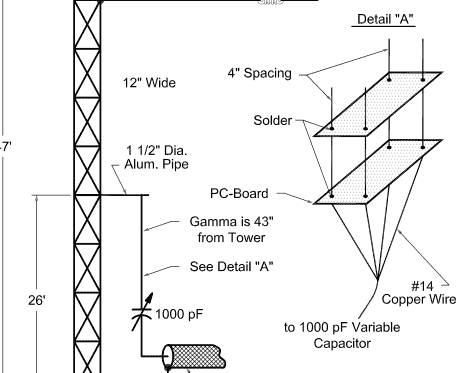 Detail "A"
4" Spacing
12" Wide
Solder
7'
1 1/2" Dia.
Alum. Pipe
PC-Board
Gamma is 43"
from Tower
See Detail "A"
#14
Copper Wire
26'
1000 pF
to 1000 pF Variable
Capacitor